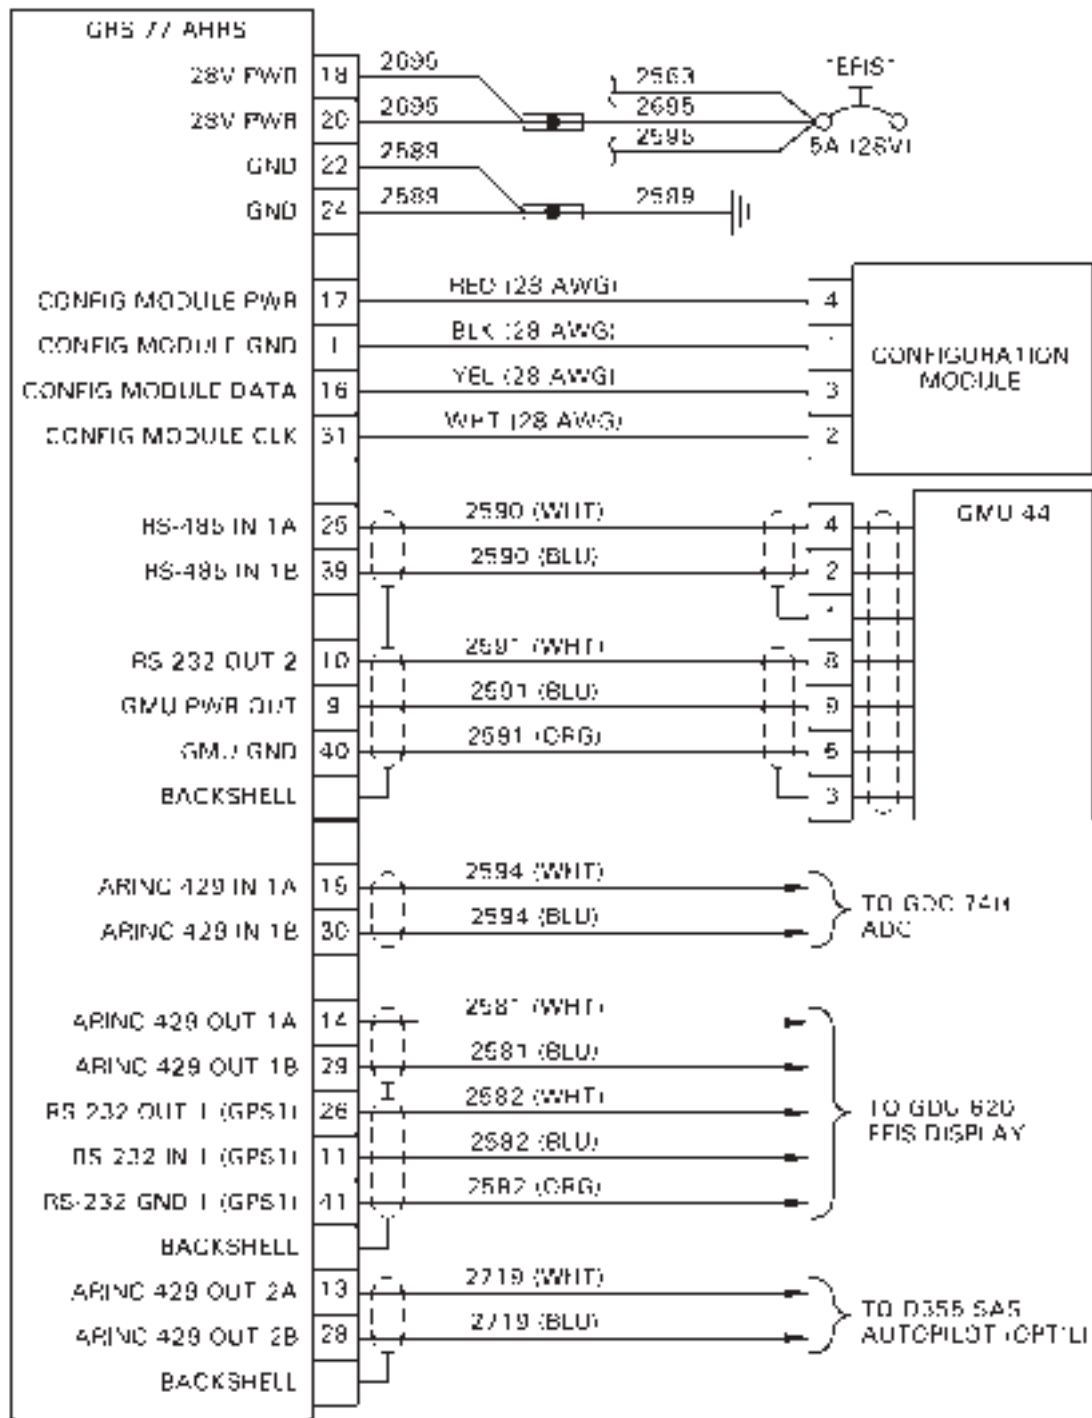 GRS 77 AHRS
28V PWR 18 2695
28V PWR 20 2695
GND 22 2589
GND 24 2589
2563
2695
2595
"EFIS"
5A (28V)
2589
CONFIG MODULE PWR 17 RED (28 AWG) 4
CONFIG MODULE GND 1 BLK (28 AWG) 1
CONFIG MODULE DATA 16 YEL (28 AWG) 3
CONFIG MODULE CLK 31 WHT (28 AWG) 2
CONFIGURATION
MODULE
GMU 44
RS-485 IN 1A 25 2590 (WHT) 4
RS-485 IN 1B 39 2590 (BLU) 2
1
RS 232 OUT 2 10 2591 (WHT) 8
GMU PWR OUT 9 2591 (BLU) 9
GMU GND 40 2591 (ORG)
BACKSHELL 3
ARINC 429 IN 1A 15 2594 (WHT)
ARINC 429 IN 1B 30 2594 (BLU)
TO GDC 74H
ADC
ARINC 429 OUT 1A 14 2581 (WHT)
ARINC 429 OUT 1B 29 2581 (BLU)
RS 232 OUT 1 (GPS1) 26 2582 (WHT)
RS 232 IN 1 (GPS1) 11 2582 (BLU)
RS-232 GND 1 (GPS1) 41 2582 (ORG)
BACKSHELL
TO GDU 620
EFIS DISPLAY
ARINC 429 OUT 2A 13 2719 (WHT)
ARINC 429 OUT 2B 28 2719 (BLU)
BACKSHELL
TO SAS
AUTOPILOT (OPT'L)